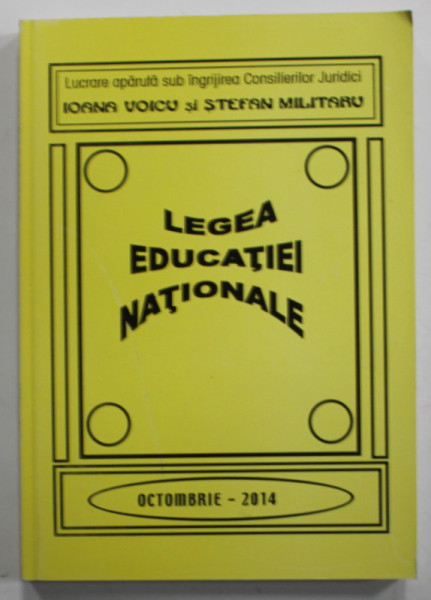 Lucrare apărută sub îngrijirea Consilierilor Juridici
IOANA VOICU și ȘTEFAN MILITARU
LEGEA
EDUCAȚIEI
NAȚIONALE
OCTOMBRIE - 2014